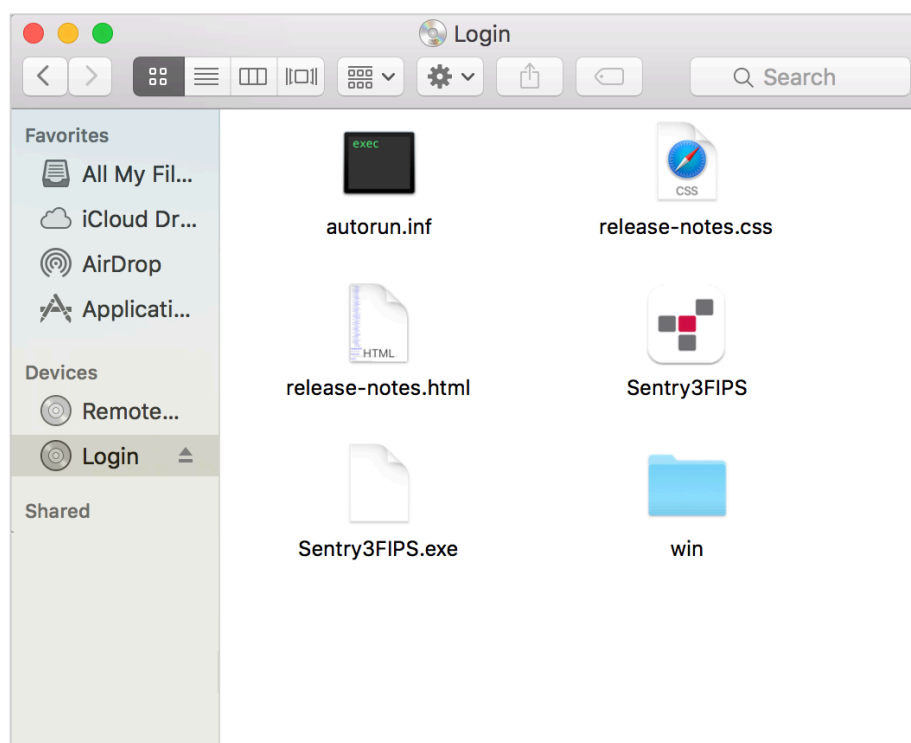 Login
Search
Favorites
All My Fil...
iCloud Dr...
AirDrop
Applicati...
Devices
Remote...
Login
Shared
exec
autorun.inf
CSS
release-notes.css
HTML
release-notes.html
Sentry3FIPS
Sentry3FIPS.exe
win